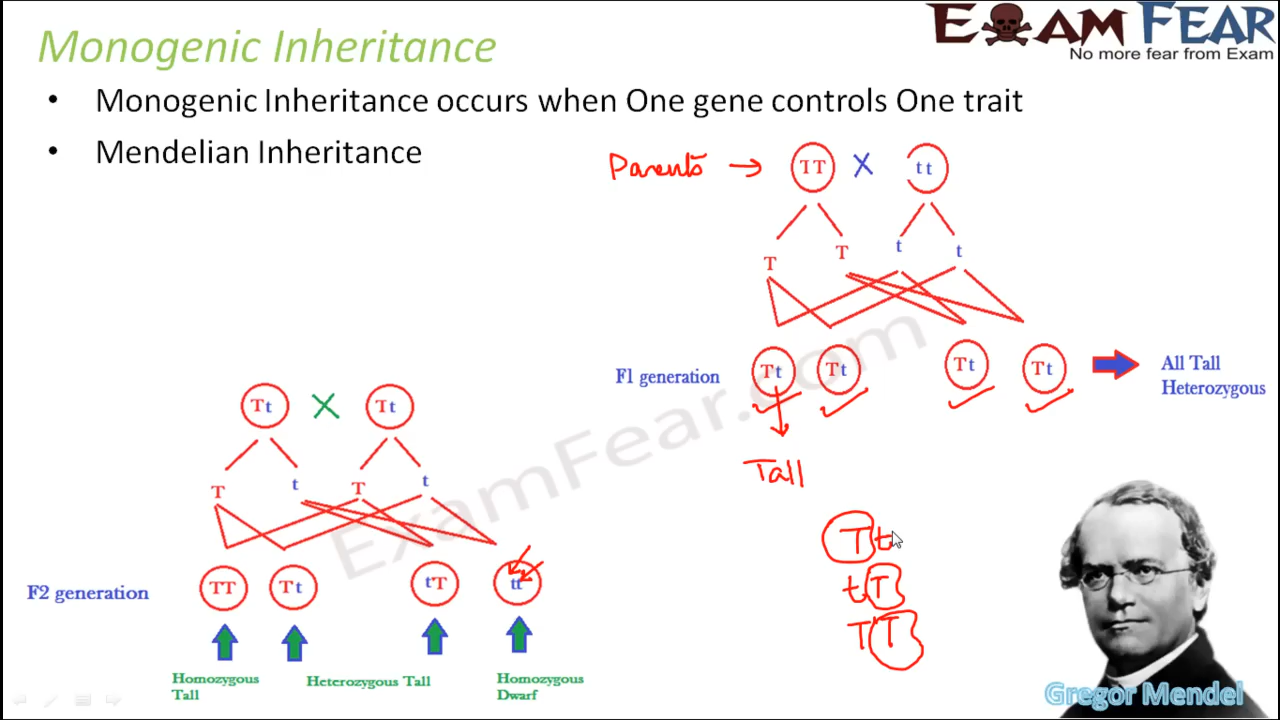 Monogenic Inheritance
EXAM FEAR
No more fear from Exam
• Monogenic Inheritance occurs when One gene controls One trait
• Mendelian Inheritance
Parents → TT X tt
T T t t
F1 generation Tt Tt Tt Tt All Tall
Heterozygous
Tall
Tt X Tt
T t T t
F2 generation TT Tt tT tt
Homozygous
Tall
Heterozygous Tall
Homozygous
Dwarf
Tt
tT
TT
ExamFear.com
Gregor Mendel